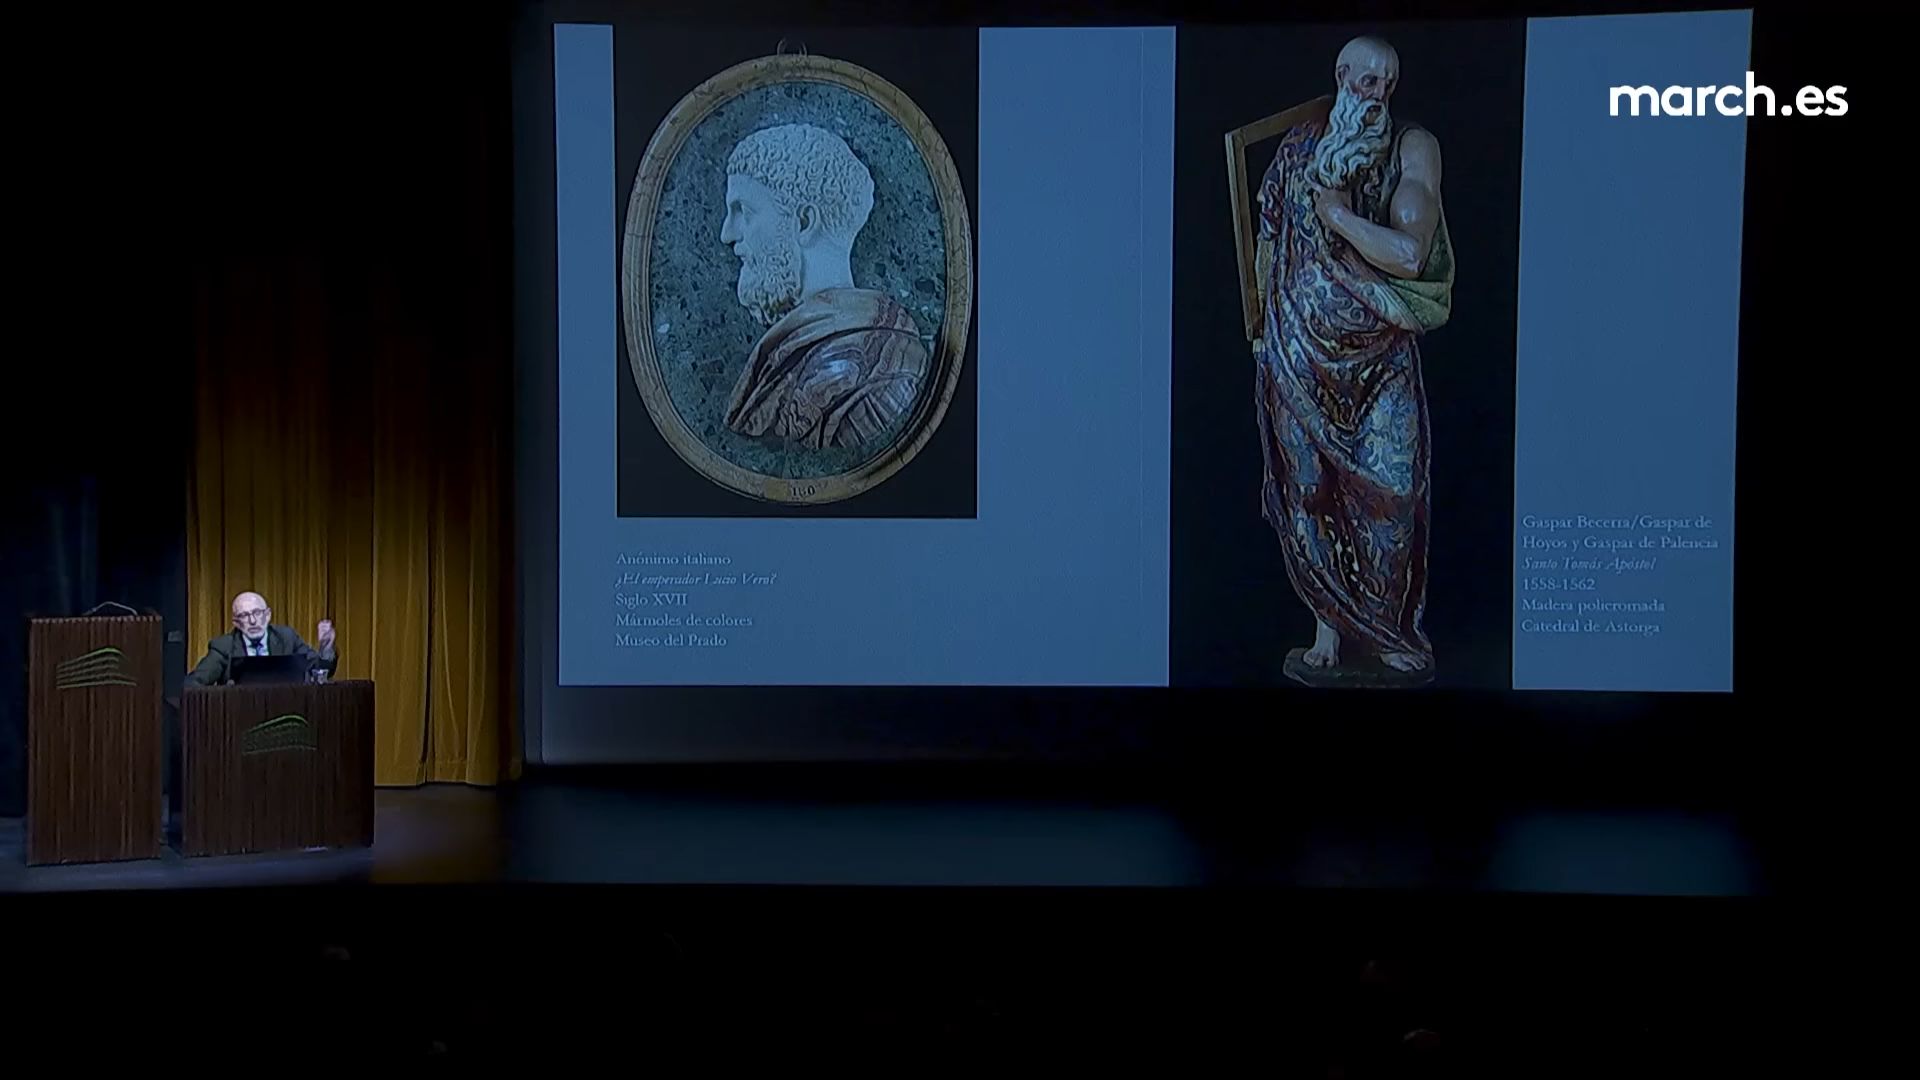 march.es
180
Anónimo italiano
¿El emperador Lucio Vero?
Siglo XVII
Mármoles de colores
Museo del Prado
Gaspar Becerra/Gaspar de
Hoyos y Gaspar de Palencia
Santo Tomás Apóstol
1558-1562
Madera policromada
Catedral de Astorga